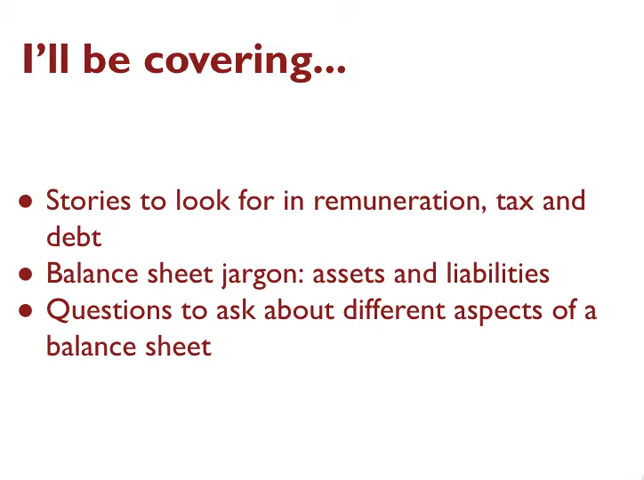 I’ll be covering...
● Stories to look for in remuneration, tax and
debt
● Balance sheet jargon: assets and liabilities
● Questions to ask about different aspects of a
balance sheet